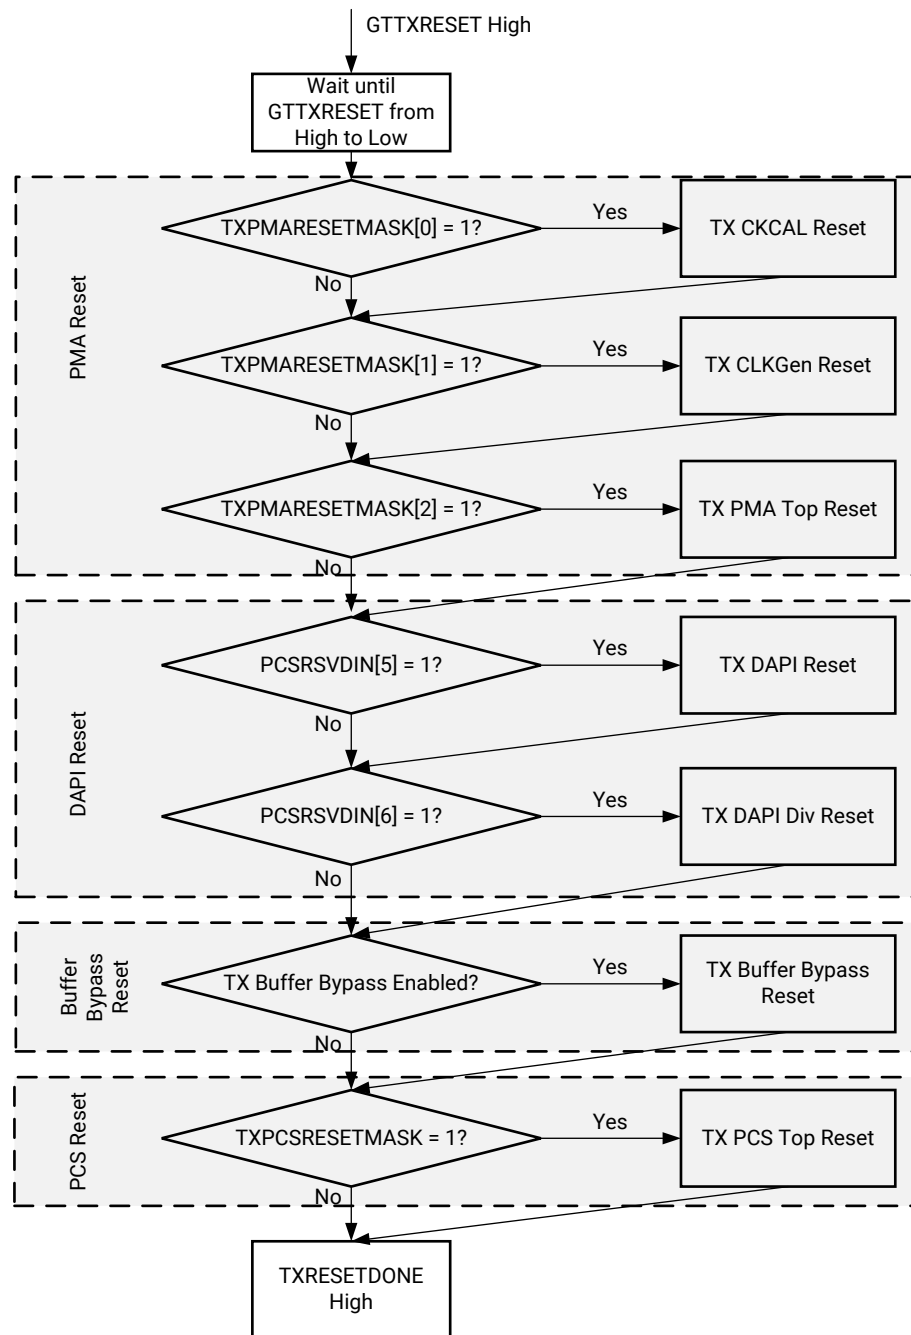 GTTXRESET High
Wait until
GTTXRESET from
High to Low
PMA Reset
TXPMARESETMASK[0] = 1?
Yes
TX CKCAL Reset
No
TXPMARESETMASK[1] = 1?
Yes
TX CLKGen Reset
No
TXPMARESETMASK[2] = 1?
Yes
TX PMA Top Reset
No
DAPI Reset
PCSRSVDIN[5] = 1?
Yes
TX DAPI Reset
No
PCSRSVDIN[6] = 1?
Yes
TX DAPI Div Reset
No
Buffer
Bypass
Reset
TX Buffer Bypass Enabled?
Yes
TX Buffer Bypass
Reset
No
PCS Reset
TXPCSRESETMASK = 1?
Yes
TX PCS Top Reset
No
TXRESETDONE
High